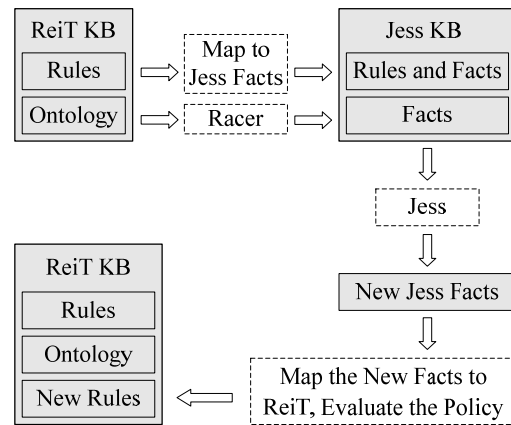 ReiT KB
Rules
Ontology
Map to
Jess Facts
Racer
Jess KB
Rules and Facts
Facts
Jess
New Jess Facts
Map the New Facts to
ReiT, Evaluate the Policy
ReiT KB
Rules
Ontology
New Rules